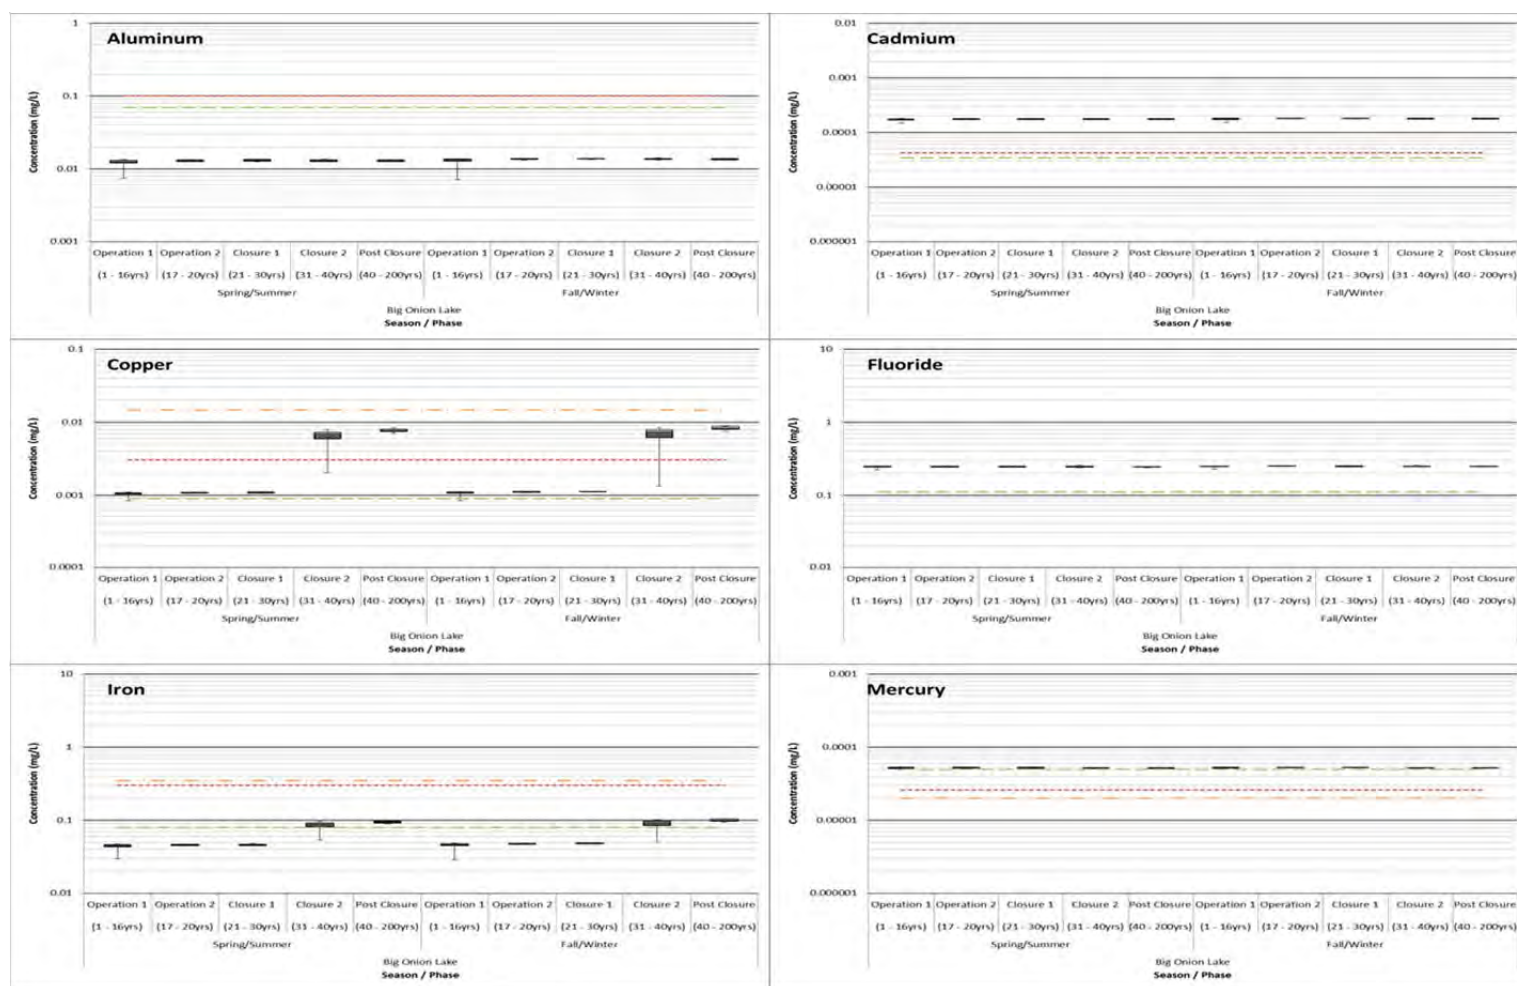 Aluminum
Concentration (mg/L)
1
0.1
0.01
0.001
Operation 1 Operation 2 Closure 1 Closure 2 Post Closure Operation 1 Operation 2 Closure 1 Closure 2 Post Closure
(1 - 16yrs) (17 - 20yrs) (21 - 30yrs) (31 - 40yrs) (40 - 200yrs) (1 - 16yrs) (17 - 20yrs) (21 - 30yrs) (31 - 40yrs) (40 - 200yrs)
Spring/Summer Fall/Winter
Big Onion Lake
Season / Phase
Cadmium
Concentration (mg/L)
0.01
0.001
0.0001
0.00001
0.000001
Operation 1 Operation 2 Closure 1 Closure 2 Post Closure Operation 1 Operation 2 Closure 1 Closure 2 Post Closure
(1 - 16yrs) (17 - 20yrs) (21 - 30yrs) (31 - 40yrs) (40 - 200yrs) (1 - 16yrs) (17 - 20yrs) (21 - 30yrs) (31 - 40yrs) (40 - 200yrs)
Spring/Summer Fall/Winter
Big Onion Lake
Season / Phase
Copper
Concentration (mg/L)
0.1
0.01
0.001
0.0001
Operation 1 Operation 2 Closure 1 Closure 2 Post Closure Operation 1 Operation 2 Closure 1 Closure 2 Post Closure
(1 - 16yrs) (17 - 20yrs) (21 - 30yrs) (31 - 40yrs) (40 - 200yrs) (1 - 16yrs) (17 - 20yrs) (21 - 30yrs) (31 - 40yrs) (40 - 200yrs)
Spring/Summer Fall/Winter
Big Onion Lake
Season / Phase
Fluoride
Concentration (mg/L)
10
1
0.1
0.01
Operation 1 Operation 2 Closure 1 Closure 2 Post Closure Operation 1 Operation 2 Closure 1 Closure 2 Post Closure
(1 - 16yrs) (17 - 20yrs) (21 - 30yrs) (31 - 40yrs) (40 - 200yrs) (1 - 16yrs) (17 - 20yrs) (21 - 30yrs) (31 - 40yrs) (40 - 200yrs)
Spring/Summer Fall/Winter
Big Onion Lake
Season / Phase
Iron
Concentration (mg/L)
10
1
0.1
0.01
Operation 1 Operation 2 Closure 1 Closure 2 Post Closure Operation 1 Operation 2 Closure 1 Closure 2 Post Closure
(1 - 16yrs) (17 - 20yrs) (21 - 30yrs) (31 - 40yrs) (40 - 200yrs) (1 - 16yrs) (17 - 20yrs) (21 - 30yrs) (31 - 40yrs) (40 - 200yrs)
Spring/Summer Fall/Winter
Big Onion Lake
Season / Phase
Mercury
Concentration (mg/L)
0.001
0.0001
0.00001
0.000001
Operation 1 Operation 2 Closure 1 Closure 2 Post Closure Operation 1 Operation 2 Closure 1 Closure 2 Post Closure
(1 - 16yrs) (17 - 20yrs) (21 - 30yrs) (31 - 40yrs) (40 - 200yrs) (1 - 16yrs) (17 - 20yrs) (21 - 30yrs) (31 - 40yrs) (40 - 200yrs)
Spring/Summer Fall/Winter
Big Onion Lake
Season / Phase